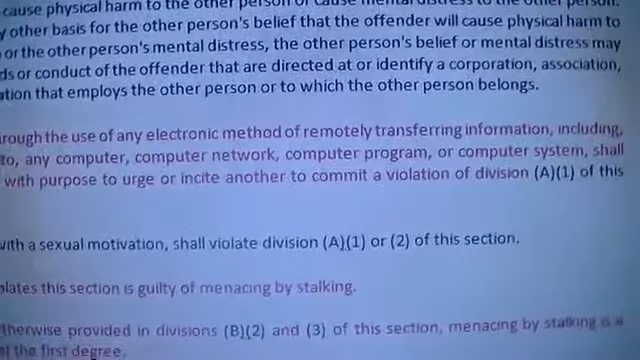 cause physical harm to the other person or cause mental distress to the other person.
other basis for the other person's belief that the offender will cause physical harm to
or the other person's mental distress, the other person's belief or mental distress may
ds or conduct of the offender that are directed at or identify a corporation, association,
ation that employs the other person or to which the other person belongs.
rough the use of any electronic method of remotely transferring information, including,
to, any computer, computer network, computer program, or computer system, shall
with purpose to urge or incite another to commit a violation of division (A)(1) of this
with a sexual motivation, shall violate division (A)(1) or (2) of this section.
olates this section is guilty of menacing by stalking.
therwise provided in divisions (B)(2) and (3) of this section, menacing by stalking is a
of the first degree.